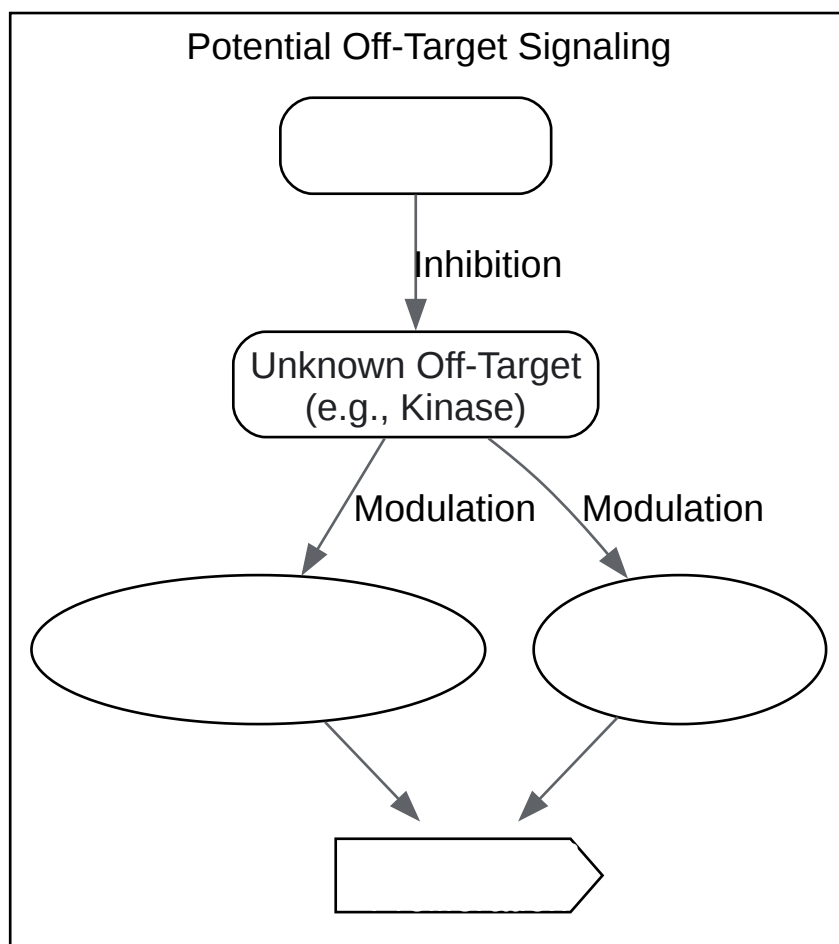 Potential Off-Target Signaling
Inhibition
Unknown Off-Target
(e.g., Kinase)
Modulation Modulation